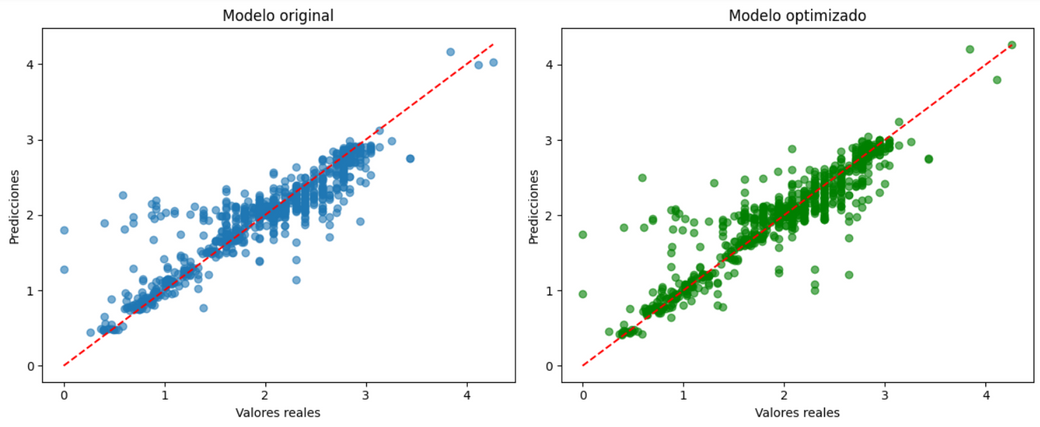 Modelo original
4
3
2
1
0
Predicciones
0 1 2 3 4
Valores reales
Modelo optimizado
4
3
2
1
0
Predicciones
0 1 2 3 4
Valores reales